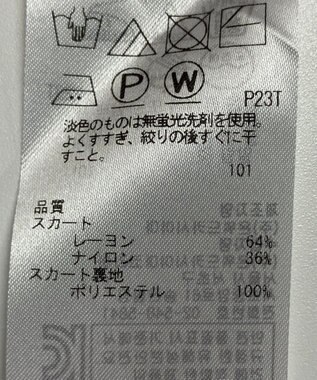 P W
P23T
淡色のものは無蛍光洗剤を使用。
よくすすぎ、絞りの後すぐに干
すこと。
101
品質
スカート
レーヨン 64%
ナイロン 36%
スカート裏地
ポリエステル 100%